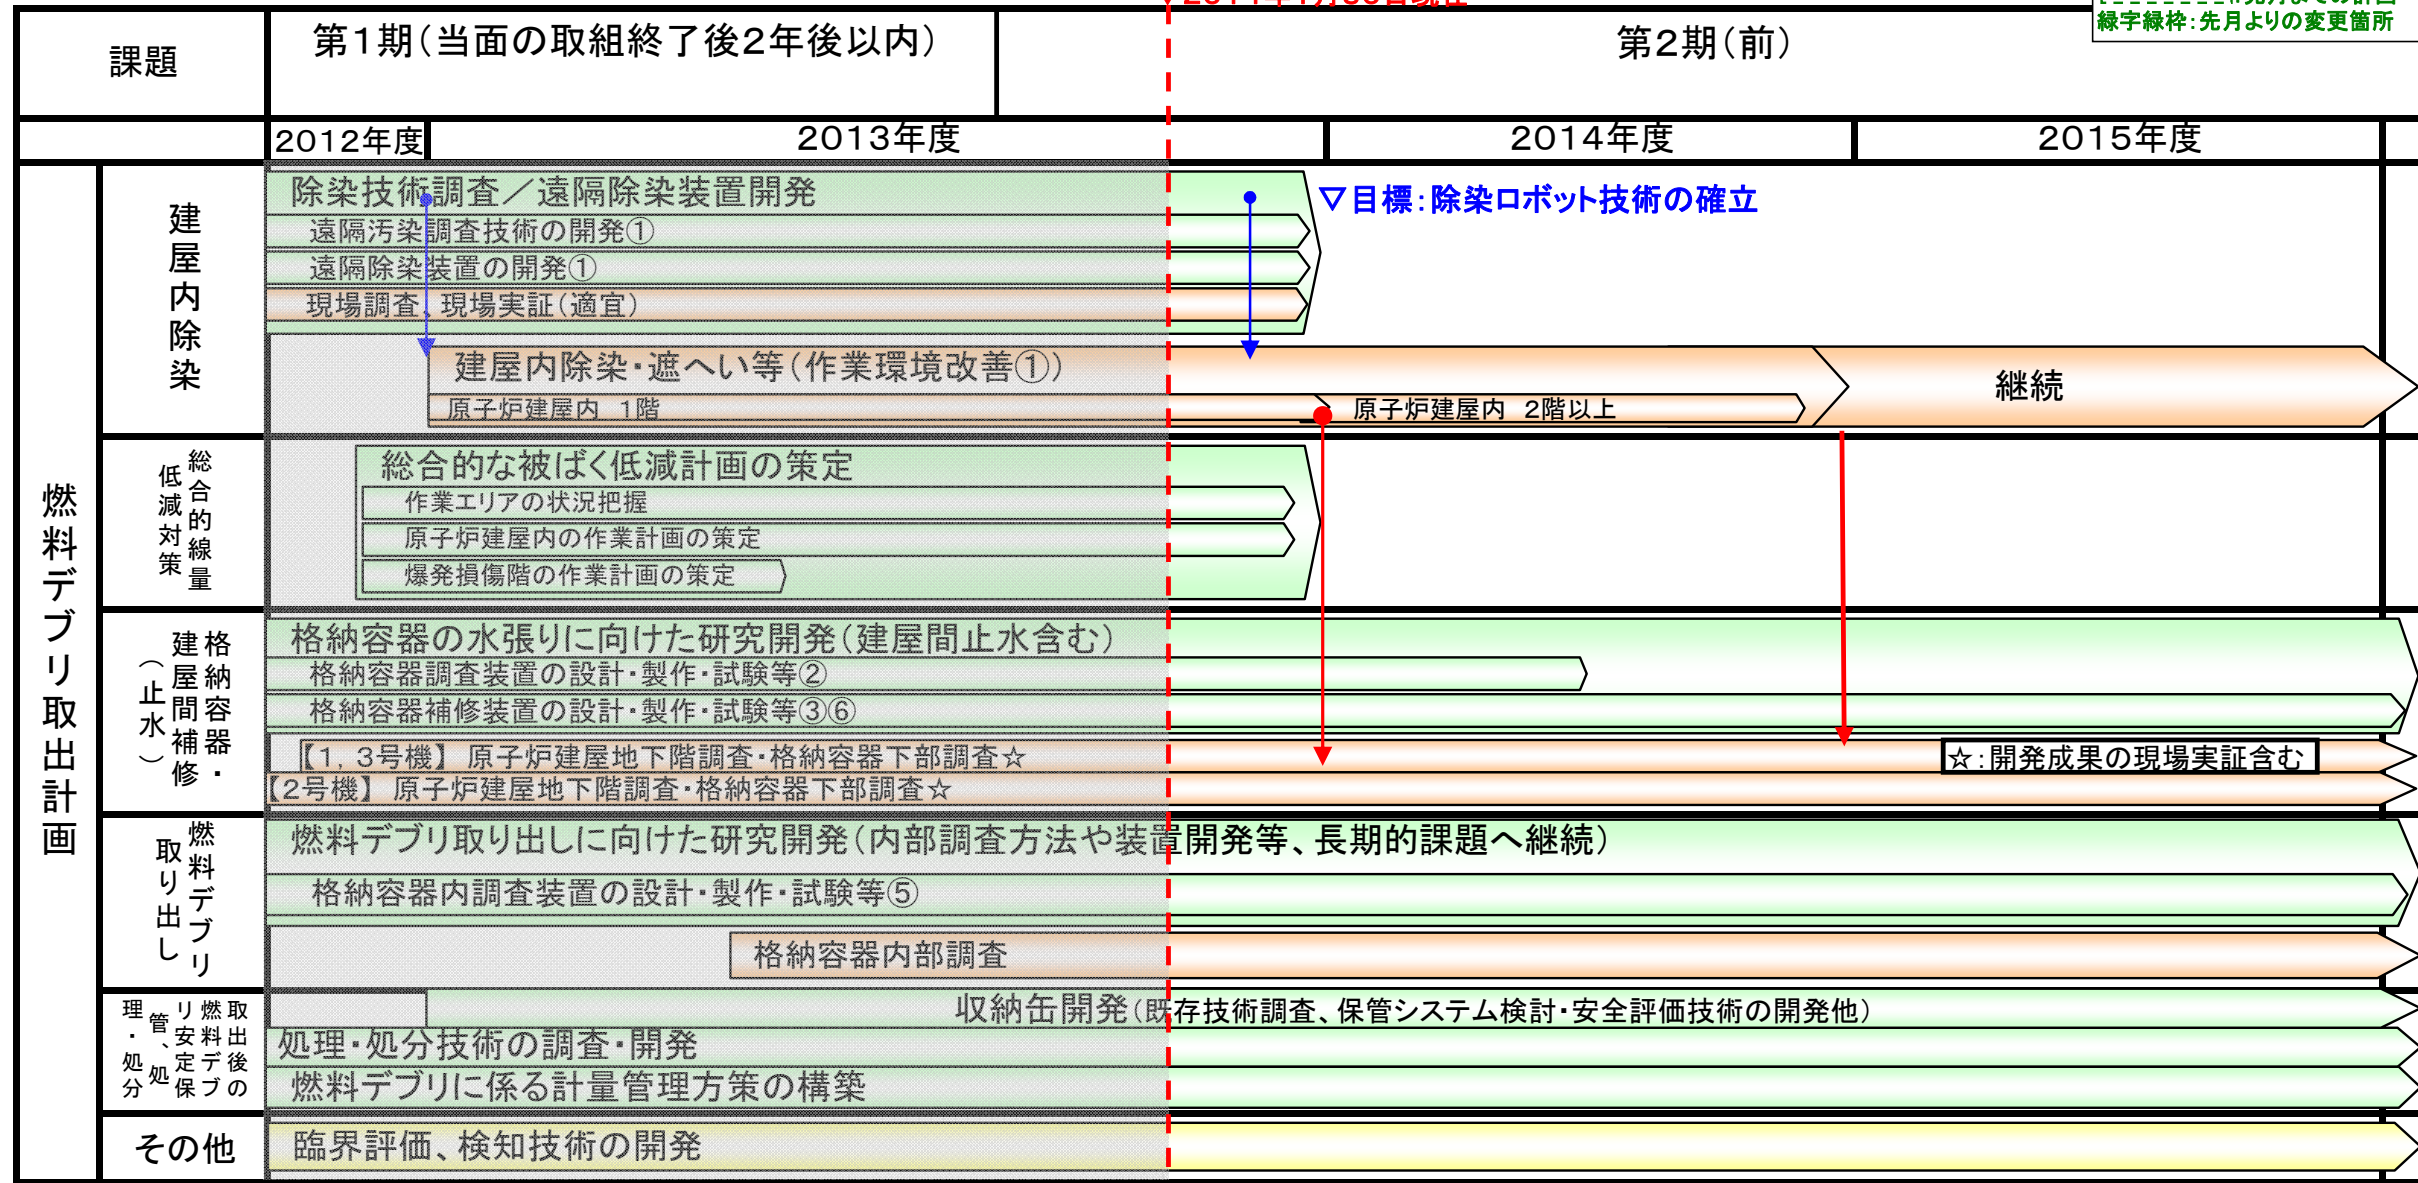 2014年1月30日現在
先月までの計画
緑字緑枠：先月よりの変更箇所
課題
第1期（当面の取組終了後2年後以内）
第2期（前）
2012年度
2013年度
2014年度
2015年度
燃料デブリ取出計画
建屋内除染
除染技術調査／遠隔除染装置開発
▽目標：除染ロボット技術の確立
遠隔汚染調査技術の開発①
遠隔除染装置の開発①
現場調査、現場実証（適宜）
建屋内除染・遮へい等（作業環境改善①）
継続
原子炉建屋内　1階
原子炉建屋内　2階以上
総合的線量
低減対策
総合的な被ばく低減計画の策定
作業エリアの状況把握
原子炉建屋内の作業計画の策定
爆発損傷階の作業計画の策定
格納容器・
建屋間補修
（止水）
格納容器の水張りに向けた研究開発（建屋間止水含む）
格納容器調査装置の設計・製作・試験等②
格納容器補修装置の設計・製作・試験等③⑥
【1，3号機】 原子炉建屋地下階調査・格納容器下部調査☆
☆：開発成果の現場実証含む
【2号機】 原子炉建屋地下階調査・格納容器下部調査☆
燃料デブリ
取り出し
燃料デブリ取り出しに向けた研究開発（内部調査方法や装置開発等、長期的課題へ継続）
格納容器内調査装置の設計・製作・試験等⑤
格納容器内部調査
取出後の
燃料デブ
リ安定保
管、処
理・処分
収納缶開発（既存技術調査、保管システム検討・安全評価技術の開発他）
処理・処分技術の調査・開発
燃料デブリに係る計量管理方策の構築
その他
臨界評価、検知技術の開発